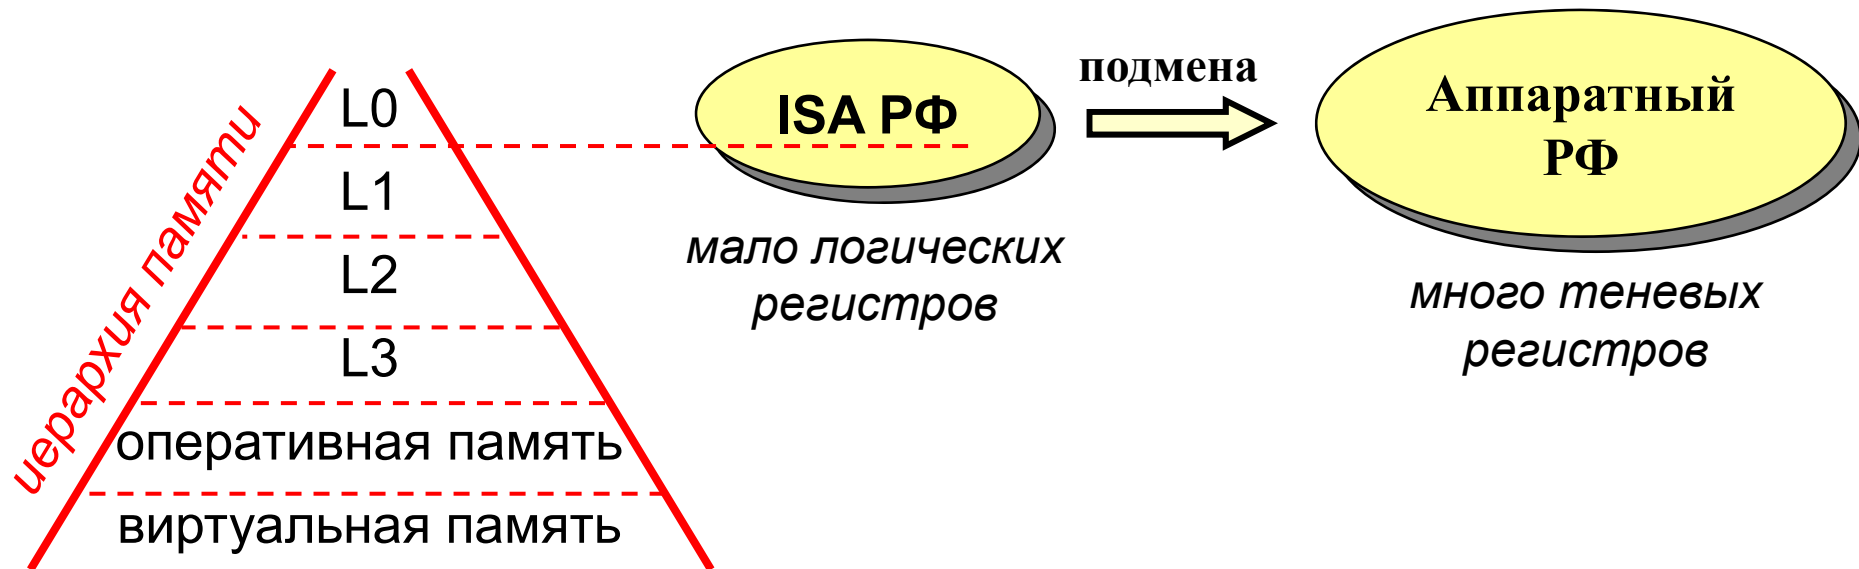 иерархия памяти
L0
L1
L2
L3
оперативная память
виртуальная память
ISA РФ
мало логических
регистров
подмена
Аппаратный
РФ
много теневых
регистров